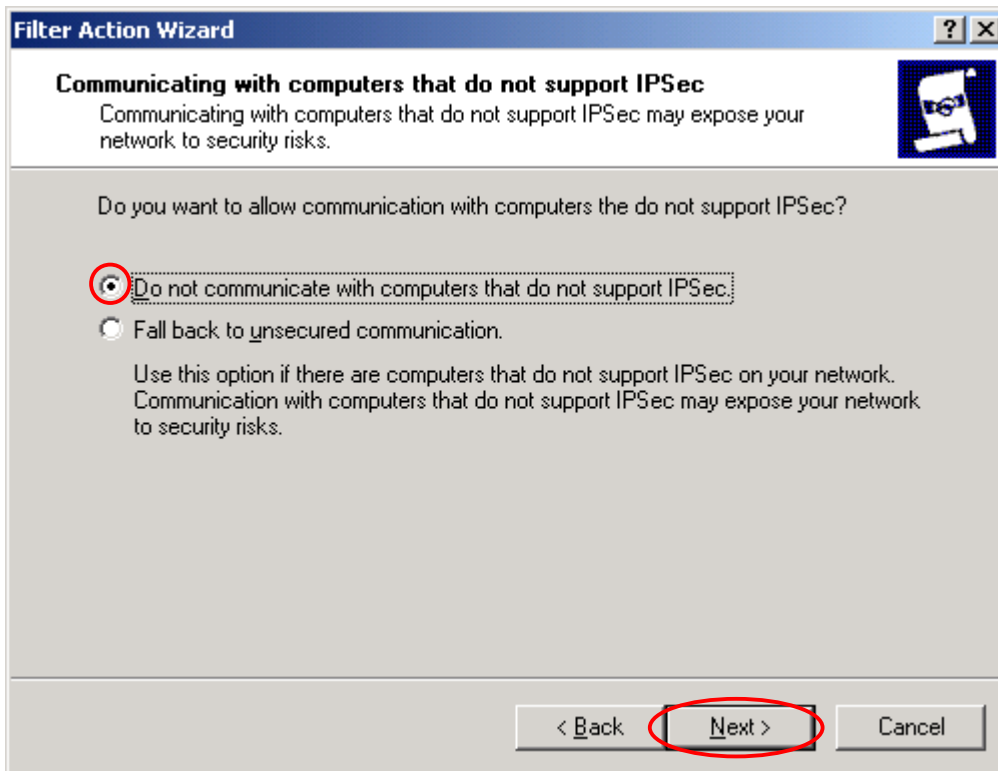 Filter Action Wizard
Communicating with computers that do not support IPSec
Communicating with computers that do not support IPSec may expose your
network to security risks.
Do you want to allow communication with computers the do not support IPSec?
Do not communicate with computers that do not support IPSec.
Fall back to unsecured communication.
Use this option if there are computers that do not support IPSec on your network.
Communication with computers that do not support IPSec may expose your network
to security risks.
< Back Next > Cancel